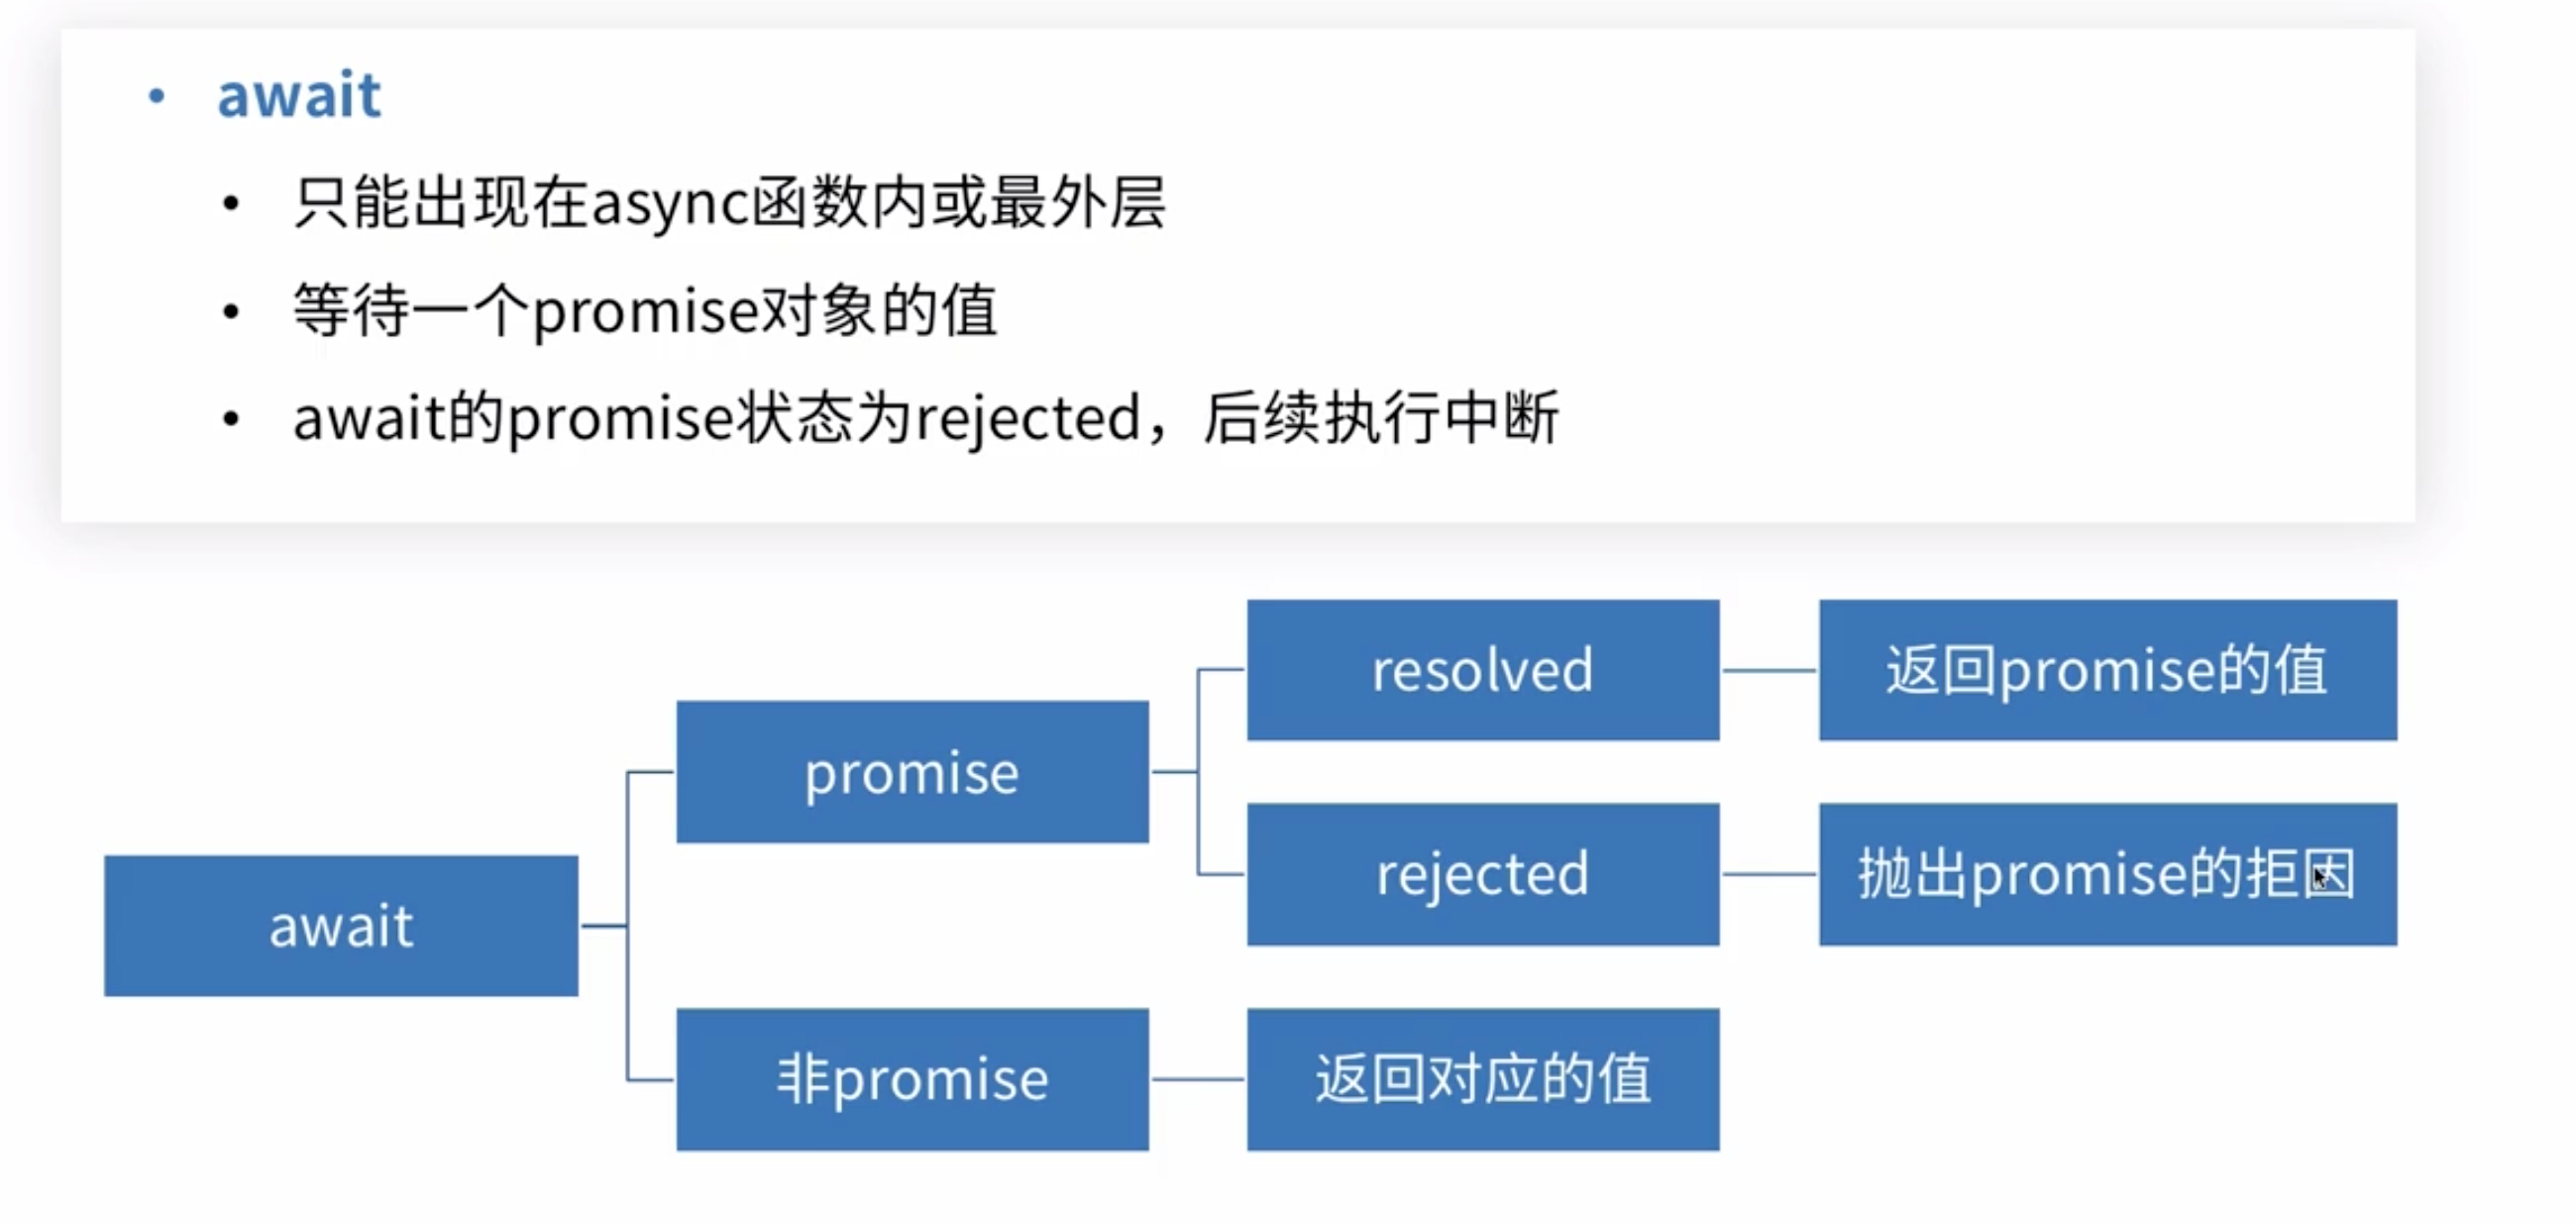 await
只能出现在async函数内或最外层
等待一个promise对象的值
await的promise状态为rejected，后续执行中断
resolved
返回promise的值
promise
rejected
抛出promise的拒因
await
非promise
返回对应的值